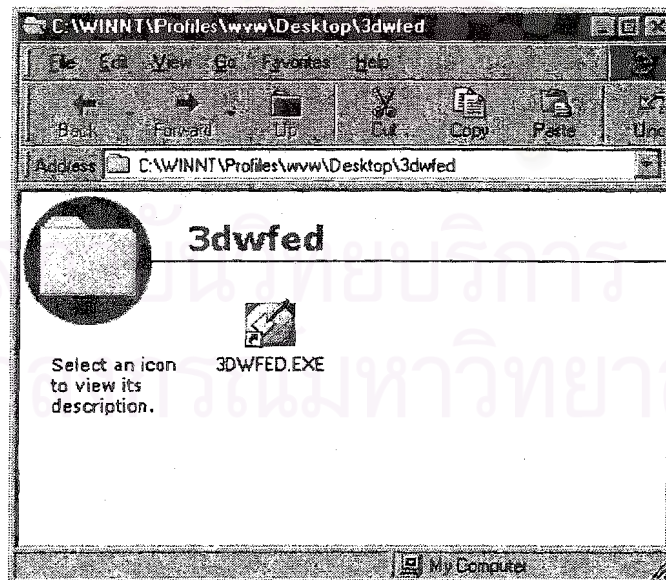 C:\WINNT\Profiles\wvw\Desktop\3dwfed
File Edit View Go Favorites Help
Back Forward Up Cut Copy Paste Und
Address C:\WINNT\Profiles\wvw\Desktop\3dwfed
3dwfed
Select an icon
to view its
description.
3DWFED.EXE
My Computer